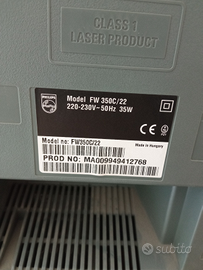 CLASS 1
LASER PRODUCT
PHILIPS
Model FW 350C/22
220-230V~50Hz 35W
Made in Hungary
Model no: FW350C/22
PROD NO: MA009949412768
subito